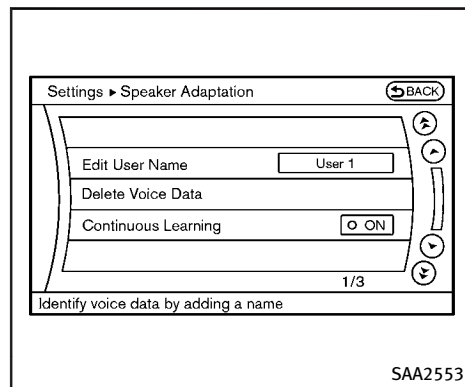 Settings ▸ Speaker Adaptation BACK
Edit User Name User 1
Delete Voice Data
Continuous Learning ON
1/3
Identify voice data by adding a name
SAA2553